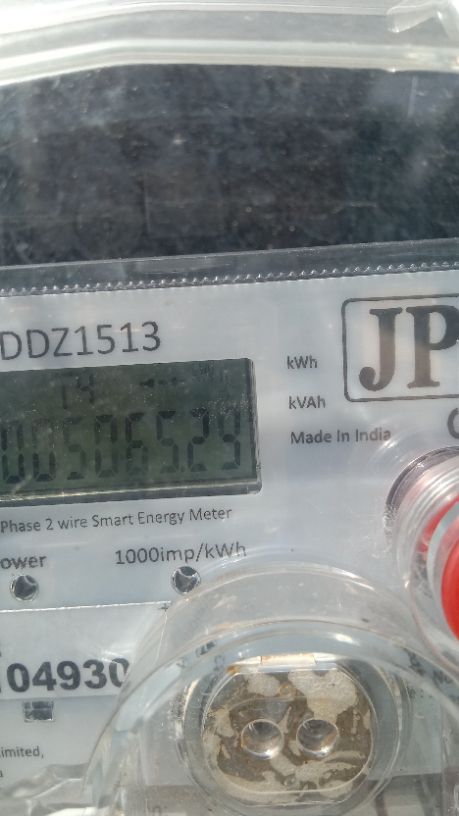 DDZ1513
kWh
JP
kVAh
Made In India
14
00506529
Phase 2 wire Smart Energy Meter
ower
1000imp/kWh
04930
imited,